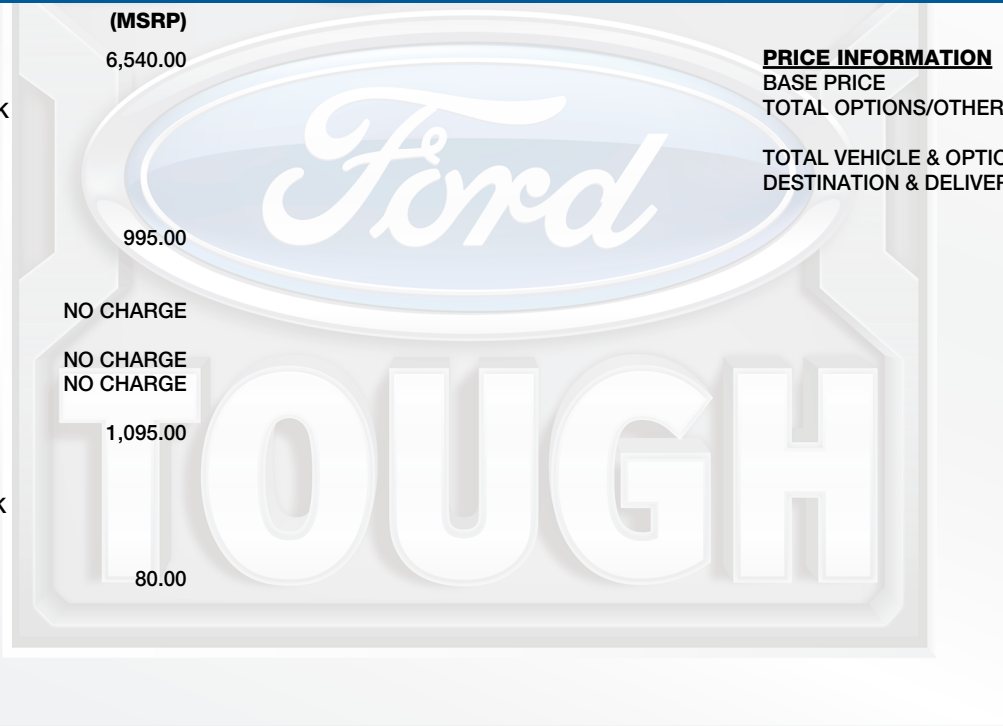 (MSRP)
6,540.00
K
995.00
NO CHARGE
NO CHARGE
NO CHARGE
1,095.00
K
80.00
PRICE INFORMATION
BASE PRICE
TOTAL OPTIONS/OTHER
TOTAL VEHICLE & OPTIO
DESTINATION & DELIVER
Ford
TOUGH